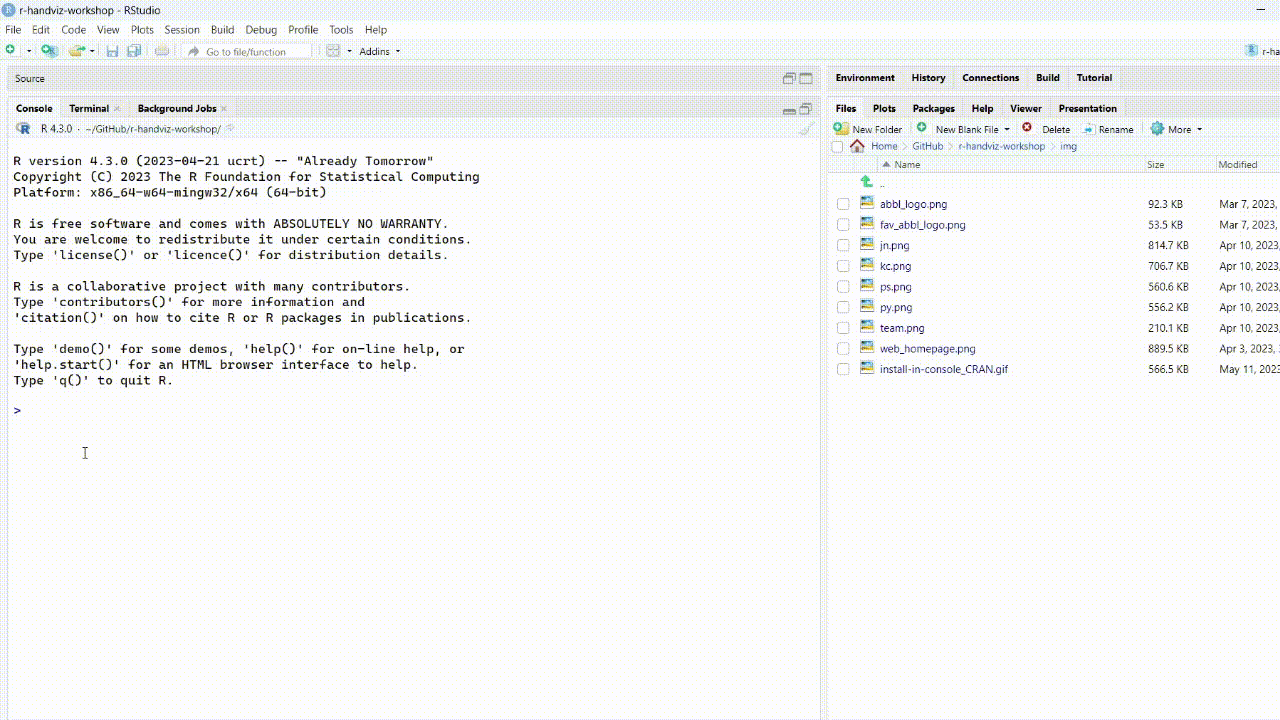 r-handviz-workshop - RStudio
File Edit Code View Plots Session Build Debug Profile Tools Help
Go to file/function Addins r-ha
Source
Console Terminal Background Jobs
R 4.3.0 · ~/GitHub/r-handviz-workshop/
R version 4.3.0 (2023-04-21 ucrt) -- "Already Tomorrow"
Copyright (C) 2023 The R Foundation for Statistical Computing
Platform: x86_64-w64-mingw32/x64 (64-bit)
R is free software and comes with ABSOLUTELY NO WARRANTY.
You are welcome to redistribute it under certain conditions.
Type 'license()' or 'licence()' for distribution details.
R is a collaborative project with many contributors.
Type 'contributors()' for more information and
'citation()' on how to cite R or R packages in publications.
Type 'demo()' for some demos, 'help()' for on-line help, or
'help.start()' for an HTML browser interface to help.
Type 'q()' to quit R.
>
Environment History Connections Build Tutorial
Files Plots Packages Help Viewer Presentation
New Folder New Blank File Delete Rename More
Home GitHub r-handviz-workshop img
Name Size Modified
..
abbl_logo.png 92.3 KB Mar 7, 2023,
fav_abbl_logo.png 53.5 KB Mar 7, 2023,
jn.png 814.7 KB Apr 10, 2023,
kc.png 706.7 KB Apr 10, 2023,
ps.png 560.6 KB Apr 10, 2023,
py.png 556.2 KB Apr 10, 2023,
team.png 210.1 KB Apr 10, 2023,
web_homepage.png 889.5 KB Apr 3, 2023,
install-in-console_CRAN.gif 566.5 KB May 11, 2023